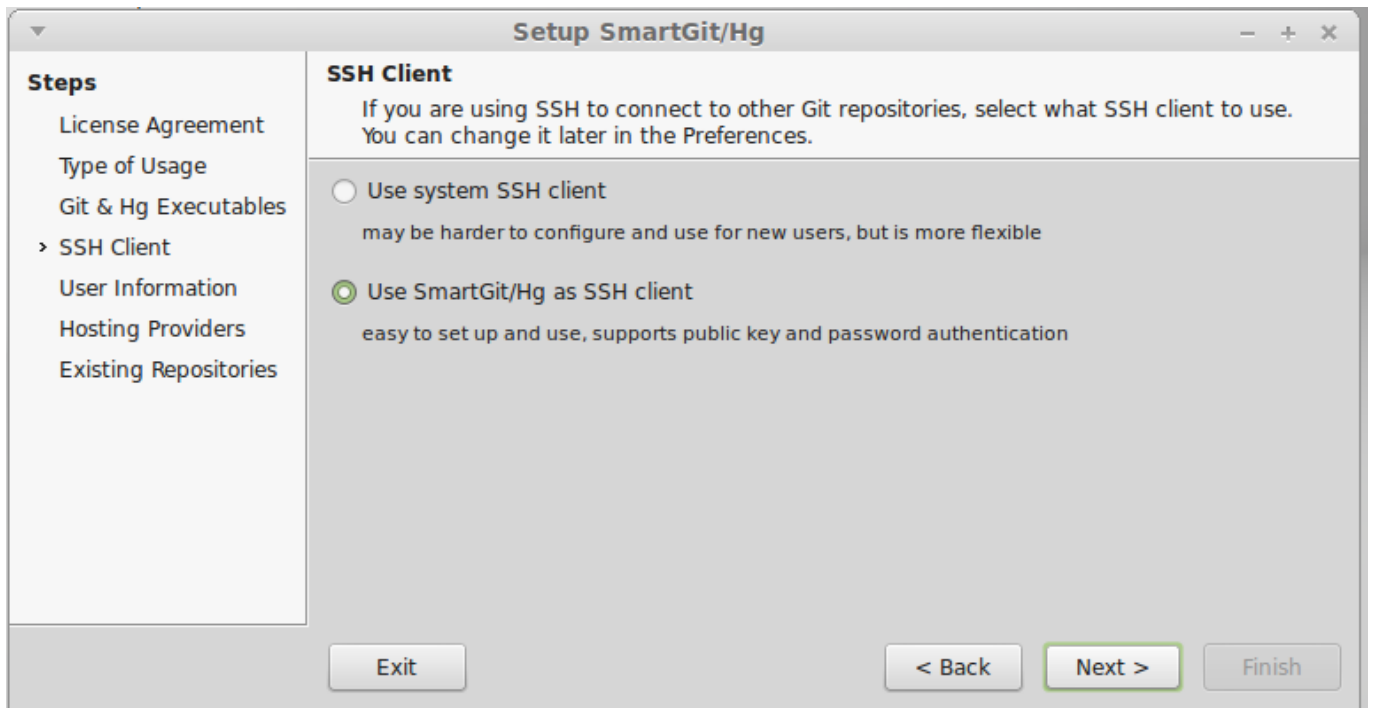 Setup SmartGit/Hg
Steps
License Agreement
Type of Usage
Git & Hg Executables
› SSH Client
User Information
Hosting Providers
Existing Repositories
SSH Client
If you are using SSH to connect to other Git repositories, select what SSH client to use.
You can change it later in the Preferences.
Use system SSH client
may be harder to configure and use for new users, but is more flexible
Use SmartGit/Hg as SSH client
easy to set up and use, supports public key and password authentication
Exit
< Back
Next >
Finish